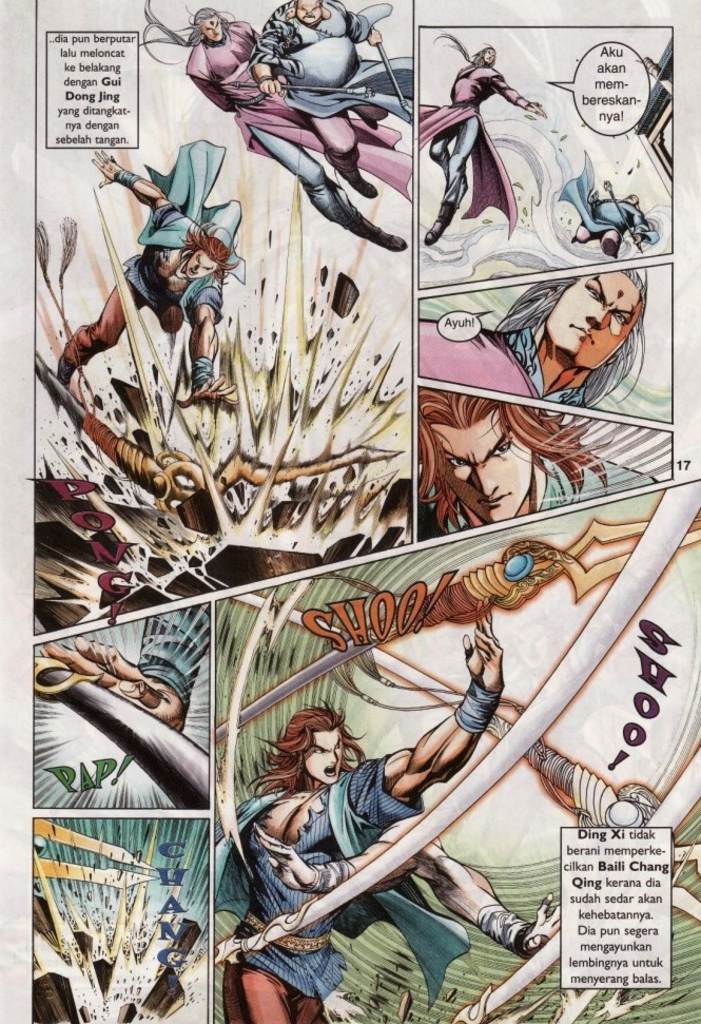 ..dia pun berputar
lalu meloncat
ke belakang
dengan Gui
Dong Jing
yang ditangkat-
nya dengan
sebelah tangan.
Aku
akan
mem-
bereskan-
nya!
Ayuh!
17
PONG!
SHOO!
SHOO!
PAP!
CHANG!
Ding Xi tidak
berani memperke-
cilkan Baili Chang
Qing kerana dia
sudah sedar akan
kehebatannya.
Dia pun segera
mengayunkan
lembingnya untuk
menyerang balas.